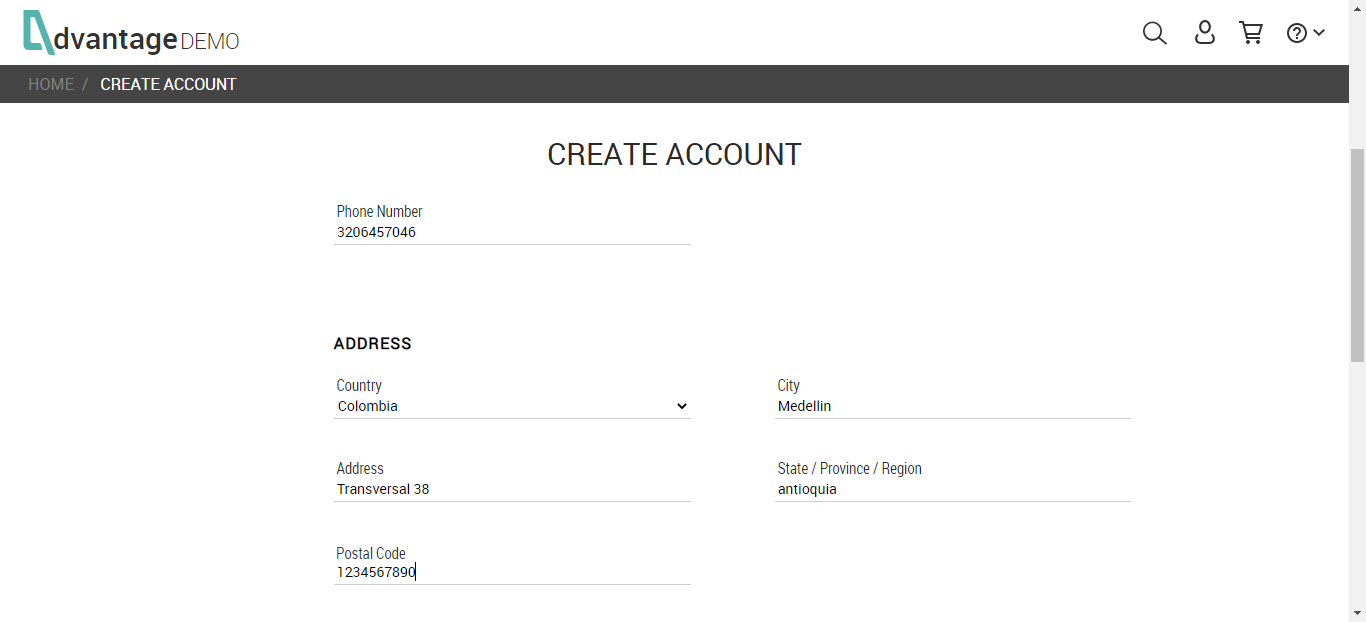 dvantage DEMO
HOME / CREATE ACCOUNT
CREATE ACCOUNT
Phone Number
3206457046
ADDRESS
Country
Colombia
City
Medellin
Address
Transversal 38
State / Province / Region
antioquia
Postal Code
1234567890